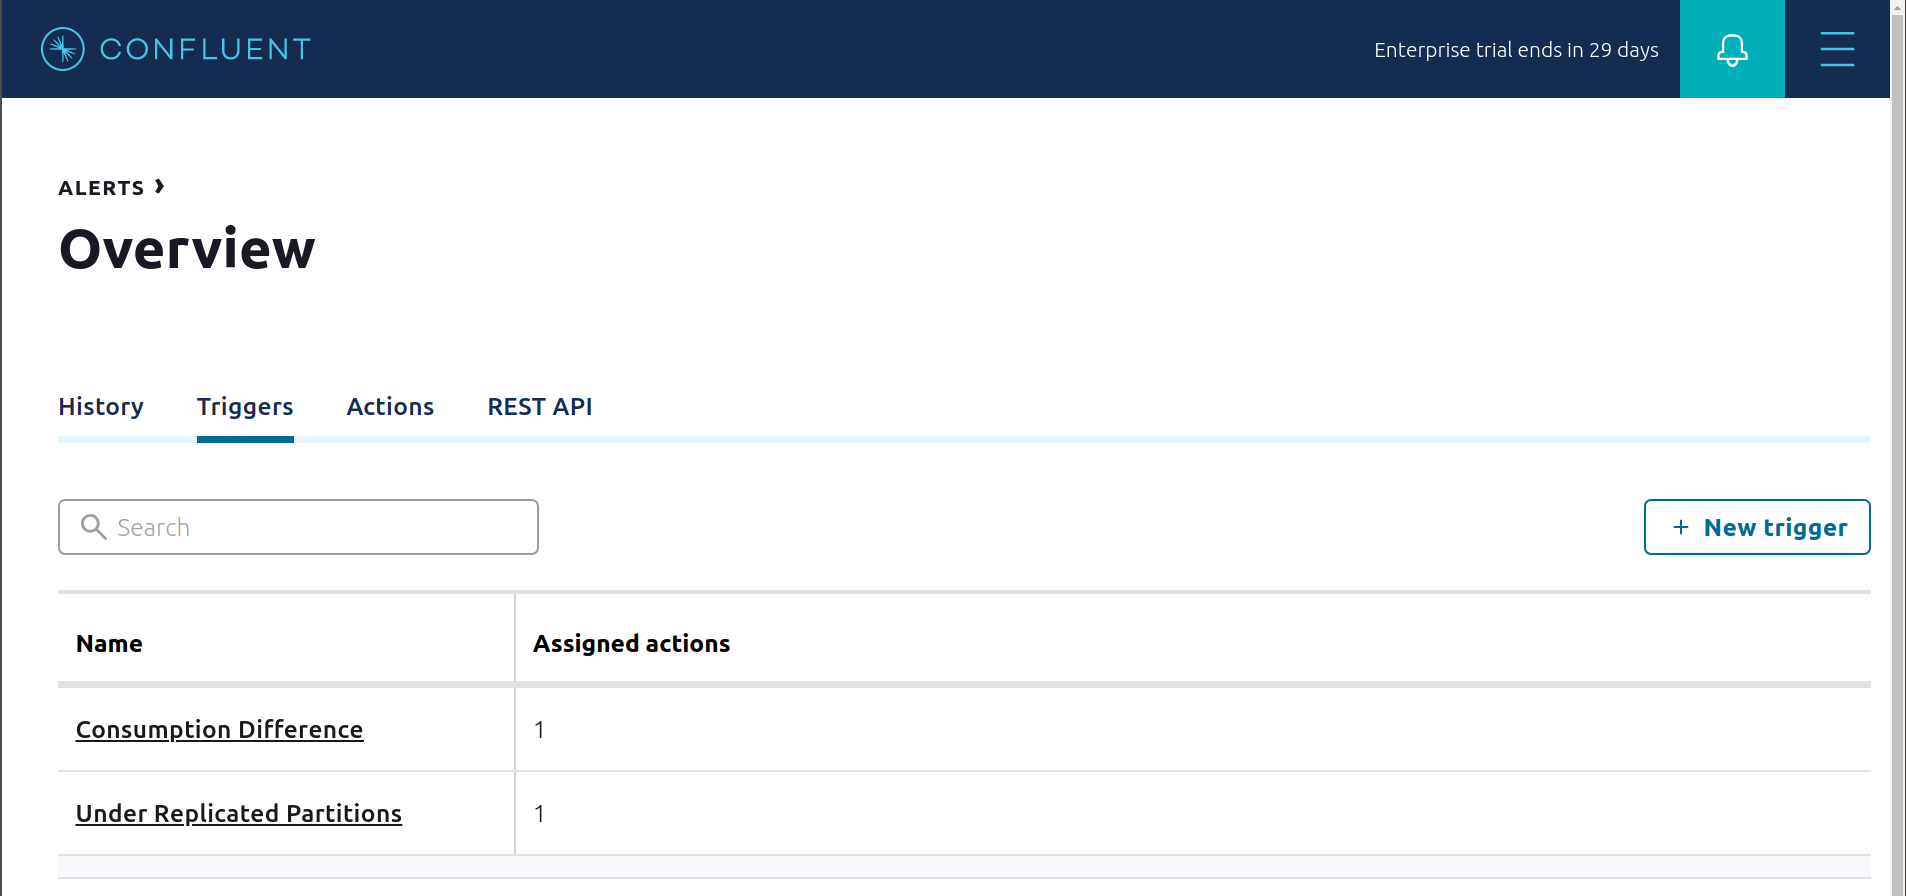 CONFLUENT
Enterprise trial ends in 29 days
ALERTS ›
Overview
History Triggers Actions REST API
Search
+ New trigger
Name Assigned actions
Consumption Difference 1
Under Replicated Partitions 1